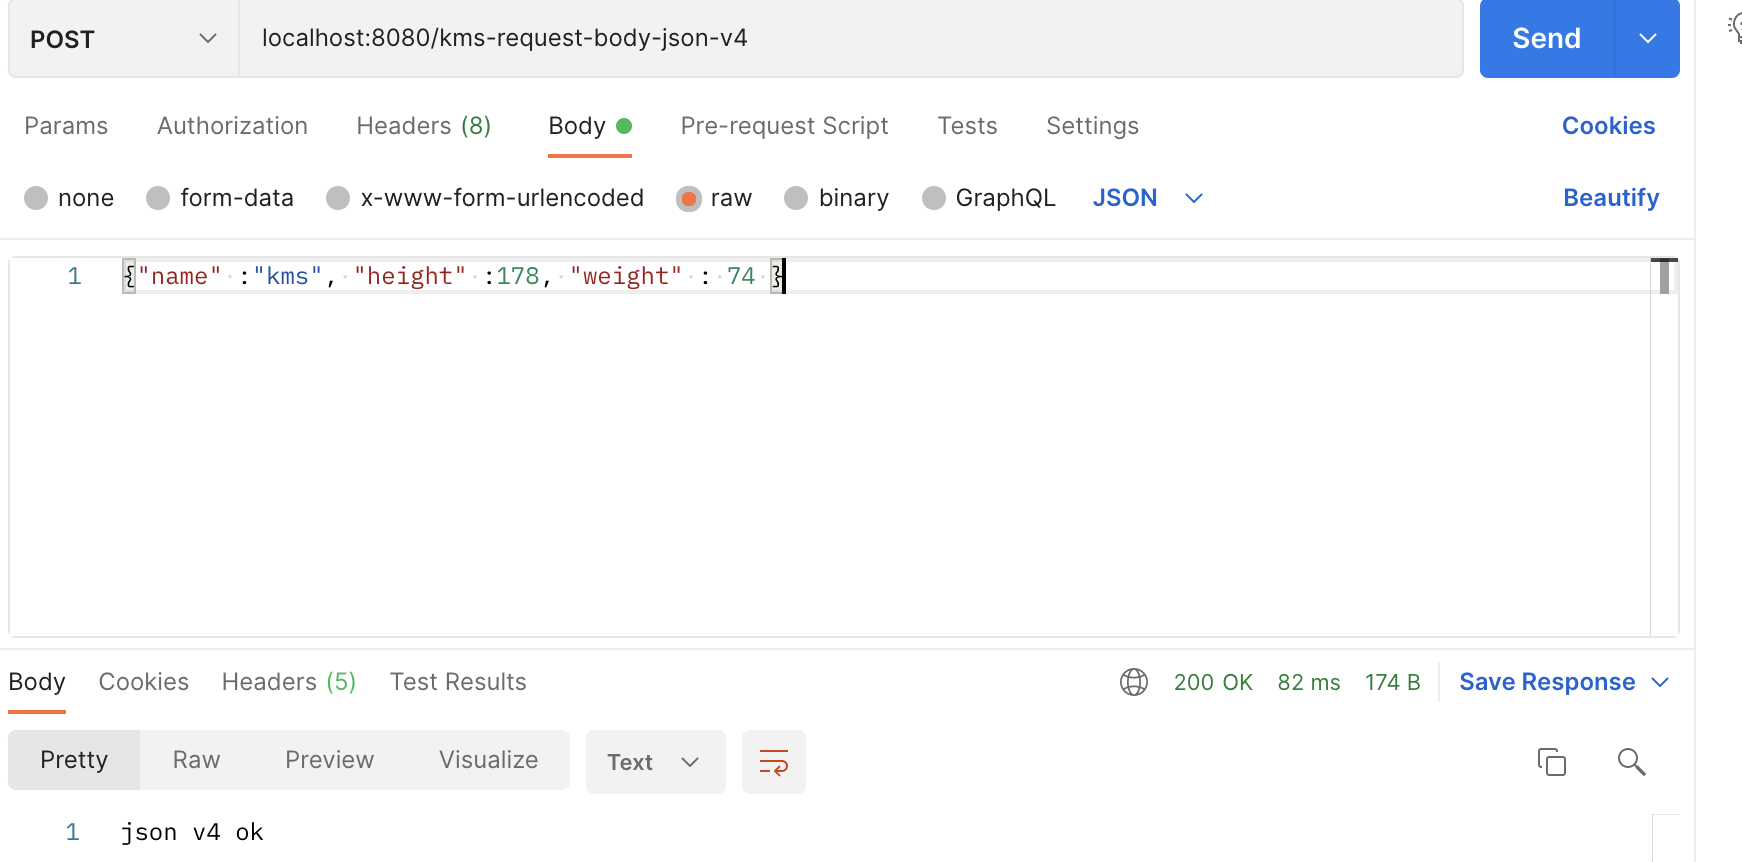 POST localhost:8080/kms-request-body-json-v4 Send
Params Authorization Headers (8) Body Pre-request Script Tests Settings Cookies
none form-data x-www-form-urlencoded raw binary GraphQL JSON Beautify
1 {"name" :"kms", "height" :178, "weight" : 74 }
Body Cookies Headers (5) Test Results 200 OK 82 ms 174 B Save Response
Pretty Raw Preview Visualize Text
1 json v4 ok